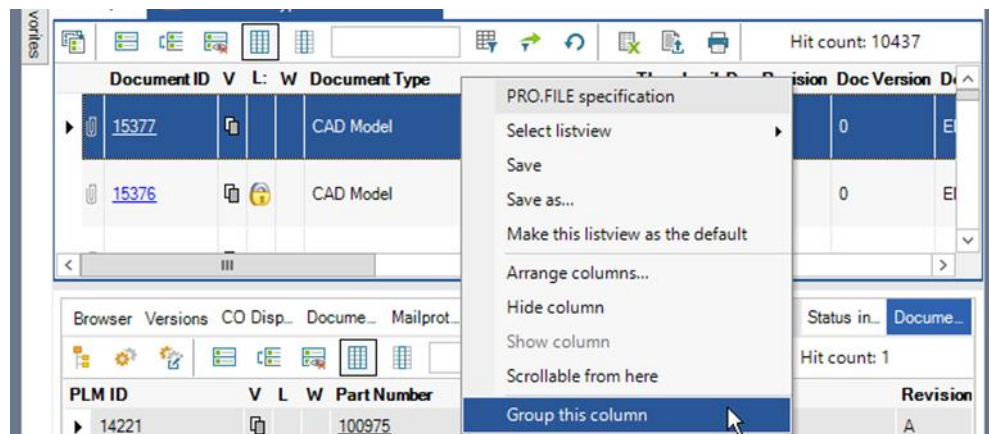 vorites
Hit count: 10437
Document ID V L: W Document Type Revision Doc Version
15377 CAD Model 0 El
15376 CAD Model 0 El
PRO.FILE specification
Select listview
Save
Save as...
Make this listview as the default
Arrange columns...
Hide column
Show column
Scrollable from here
Group this column
Browser Versions CO Disp... Docume... Mailprot... Status in... Docume...
Hit count: 1
PLM ID V L W Part Number Revision
14221 100975 A